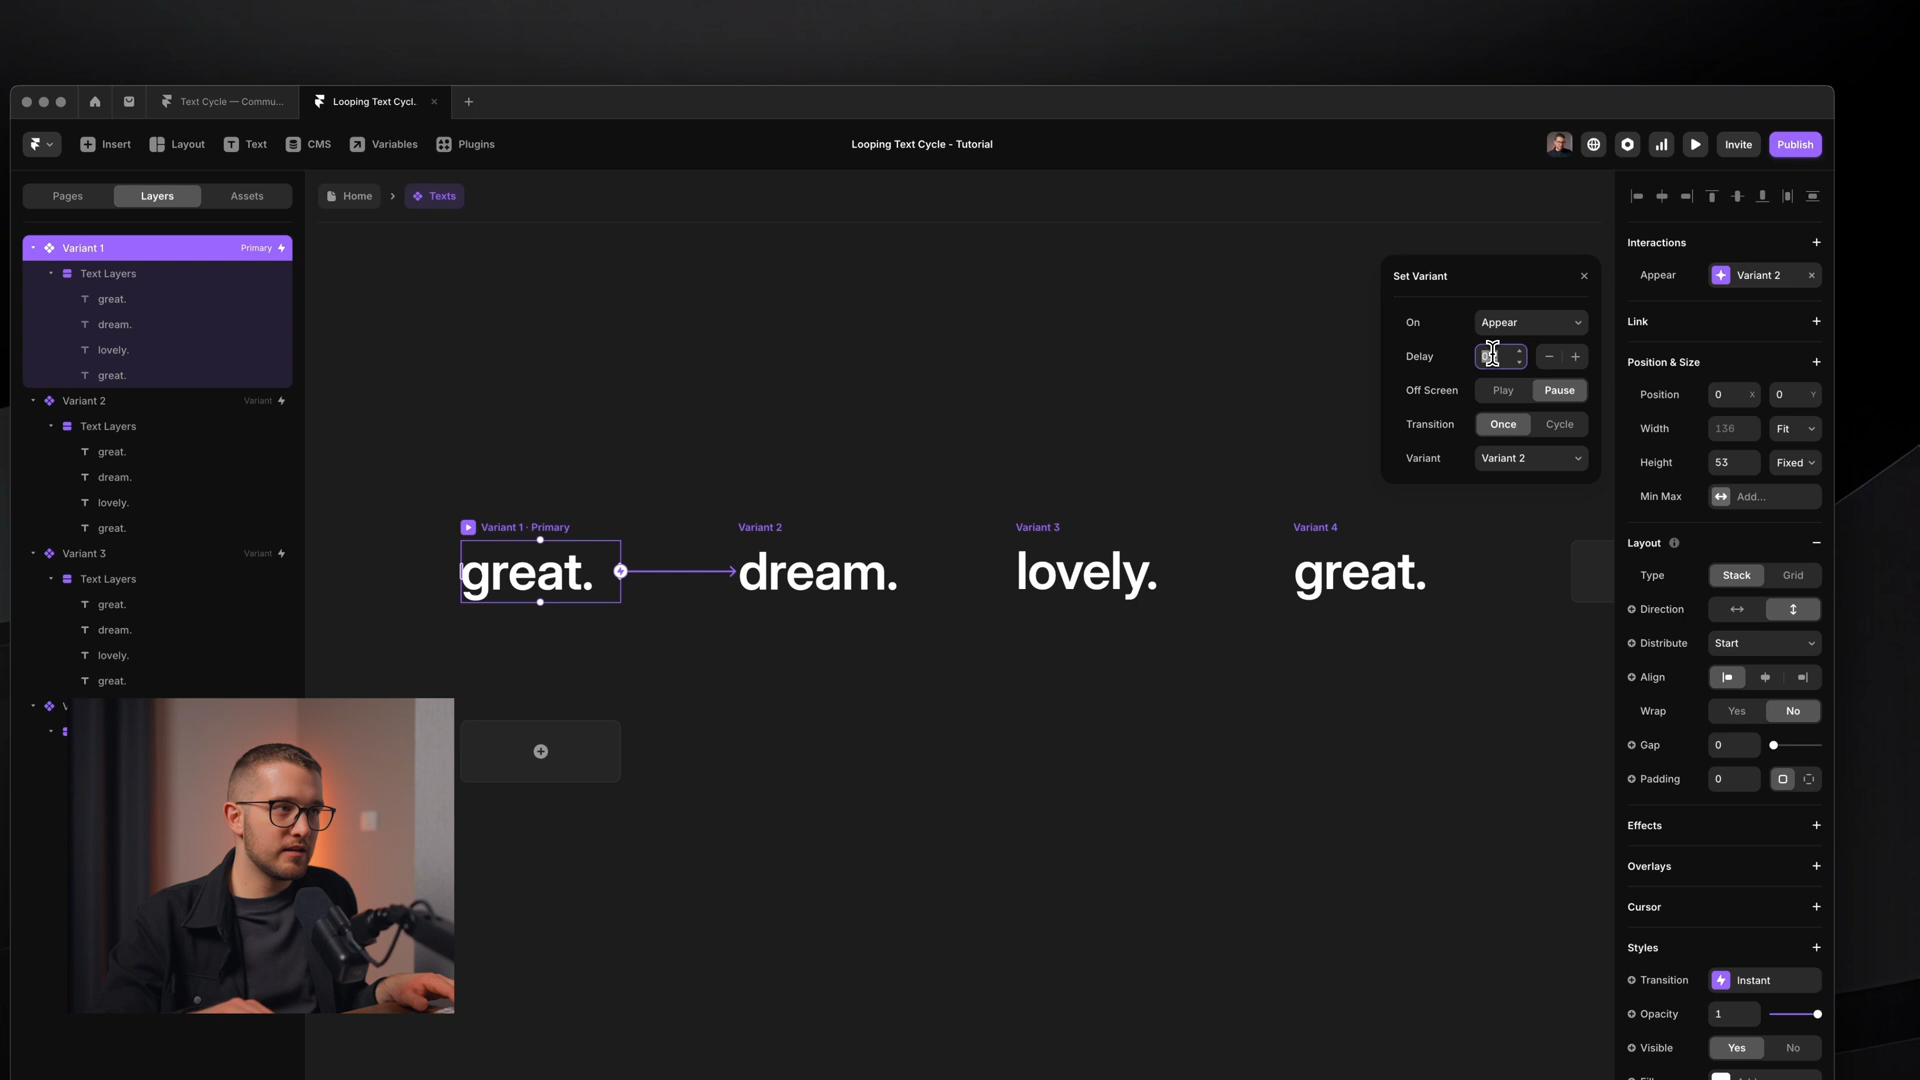 Text Cycle — Commu...
Looping Text Cycl.
Insert
Layout
Text
CMS
Variables
Plugins
Looping Text Cycle - Tutorial
Invite
Publish
Pages
Layers
Assets
Home
Texts
Variant 1
Primary
Text Layers
great.
dream.
lovely.
great.
Variant 2
Variant
Text Layers
great.
dream.
lovely.
great.
Variant 3
Variant
Text Layers
great.
dream.
lovely.
great.
Set Variant
On
Appear
Delay
Off Screen
Play
Pause
Transition
Once
Cycle
Variant
Variant 2
Variant 1 · Primary
Variant 2
Variant 3
Variant 4
great.
dream.
lovely.
great.
Interactions
Appear
Variant 2
Link
Position & Size
Position
0 X
0 Y
Width
136
Fit
Height
53
Fixed
Min Max
Add...
Layout
Type
Stack
Grid
Direction
Distribute
Start
Align
Wrap
Yes
No
Gap
0
Padding
0
Effects
Overlays
Cursor
Styles
Transition
Instant
Opacity
1
Visible
Yes
No